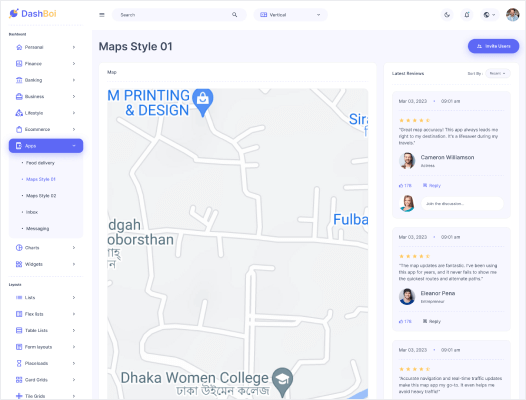 DashBoi
Search
Vertical
Dashboard
Personal
Finance
Banking
Business
Lifestyle
Ecommerce
Apps
Food delivery
Maps Style 01
Maps Style 02
Inbox
Messaging
Charts
Widgets
Layouts
Lists
Flex lists
Table Lists
Form layouts
Placeloads
Card Grids
Tile Grids
Maps Style 01
Invite Users
Map
M PRINTING
& DESIGN
Sira
Fulba
dgah
oborsthan
গাহ্
ান
Dhaka Women College
ঢাকা উইমেন কলেজ
Latest Reviews
Sort By:
Recent
Mar 03, 2023 • 09:01 am
"Great map accuracy! This app always leads me
right to my destination. It's a lifesaver during my
travels."
Cameron Williamson
Actress
178
Reply
Join the discussion...
Mar 03, 2023 • 09:01 am
"The map updates are fantastic. I've been using
this app for years, and it never fails to show me
the quickest routes and alternate paths."
Eleanor Pena
Entrepreneur
178
Reply
Mar 03, 2023 • 09:01 am
"Accurate navigation and real-time traffic updates
make this map app my go-to. It even helps me
avoid heavy traffic!"